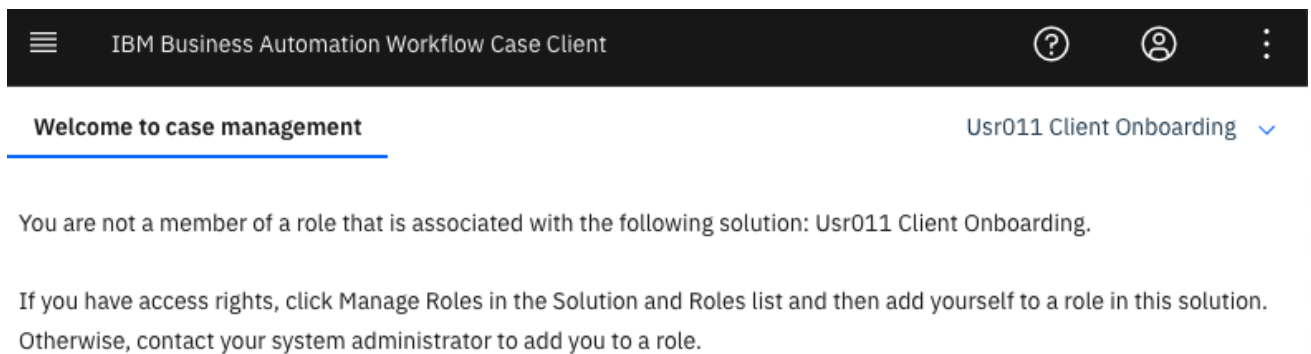 IBM Business Automation Workflow Case Client
Welcome to case management
Usr011 Client Onboarding
You are not a member of a role that is associated with the following solution: Usr011 Client Onboarding.
If you have access rights, click Manage Roles in the Solution and Roles list and then add yourself to a role in this solution.
Otherwise, contact your system administrator to add you to a role.